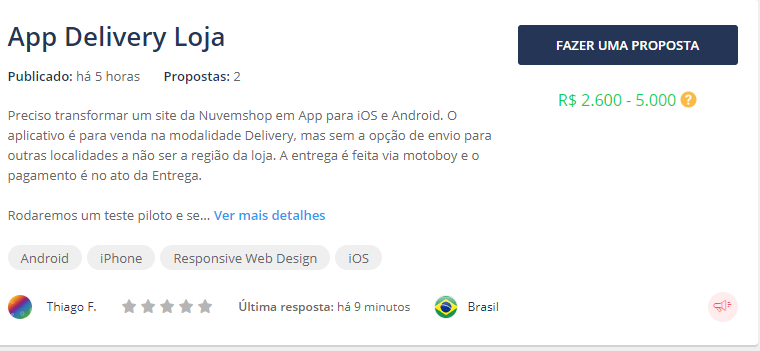 App Delivery Loja
FAZER UMA PROPOSTA
Publicado: há 5 horas Propostas: 2
R$ 2.600 - 5.000 ?
Preciso transformar um site da Nuvemshop em App para iOS e Android. O
aplicativo é para venda na modalidade Delivery, mas sem a opção de envio para
outras localidades a não ser a região da loja. A entrega é feita via motoboy e o
pagamento é no ato da Entrega.
Rodaremos um teste piloto e se... Ver mais detalhes
Android iPhone Responsive Web Design iOS
Thiago F. Última resposta: há 9 minutos Brasil